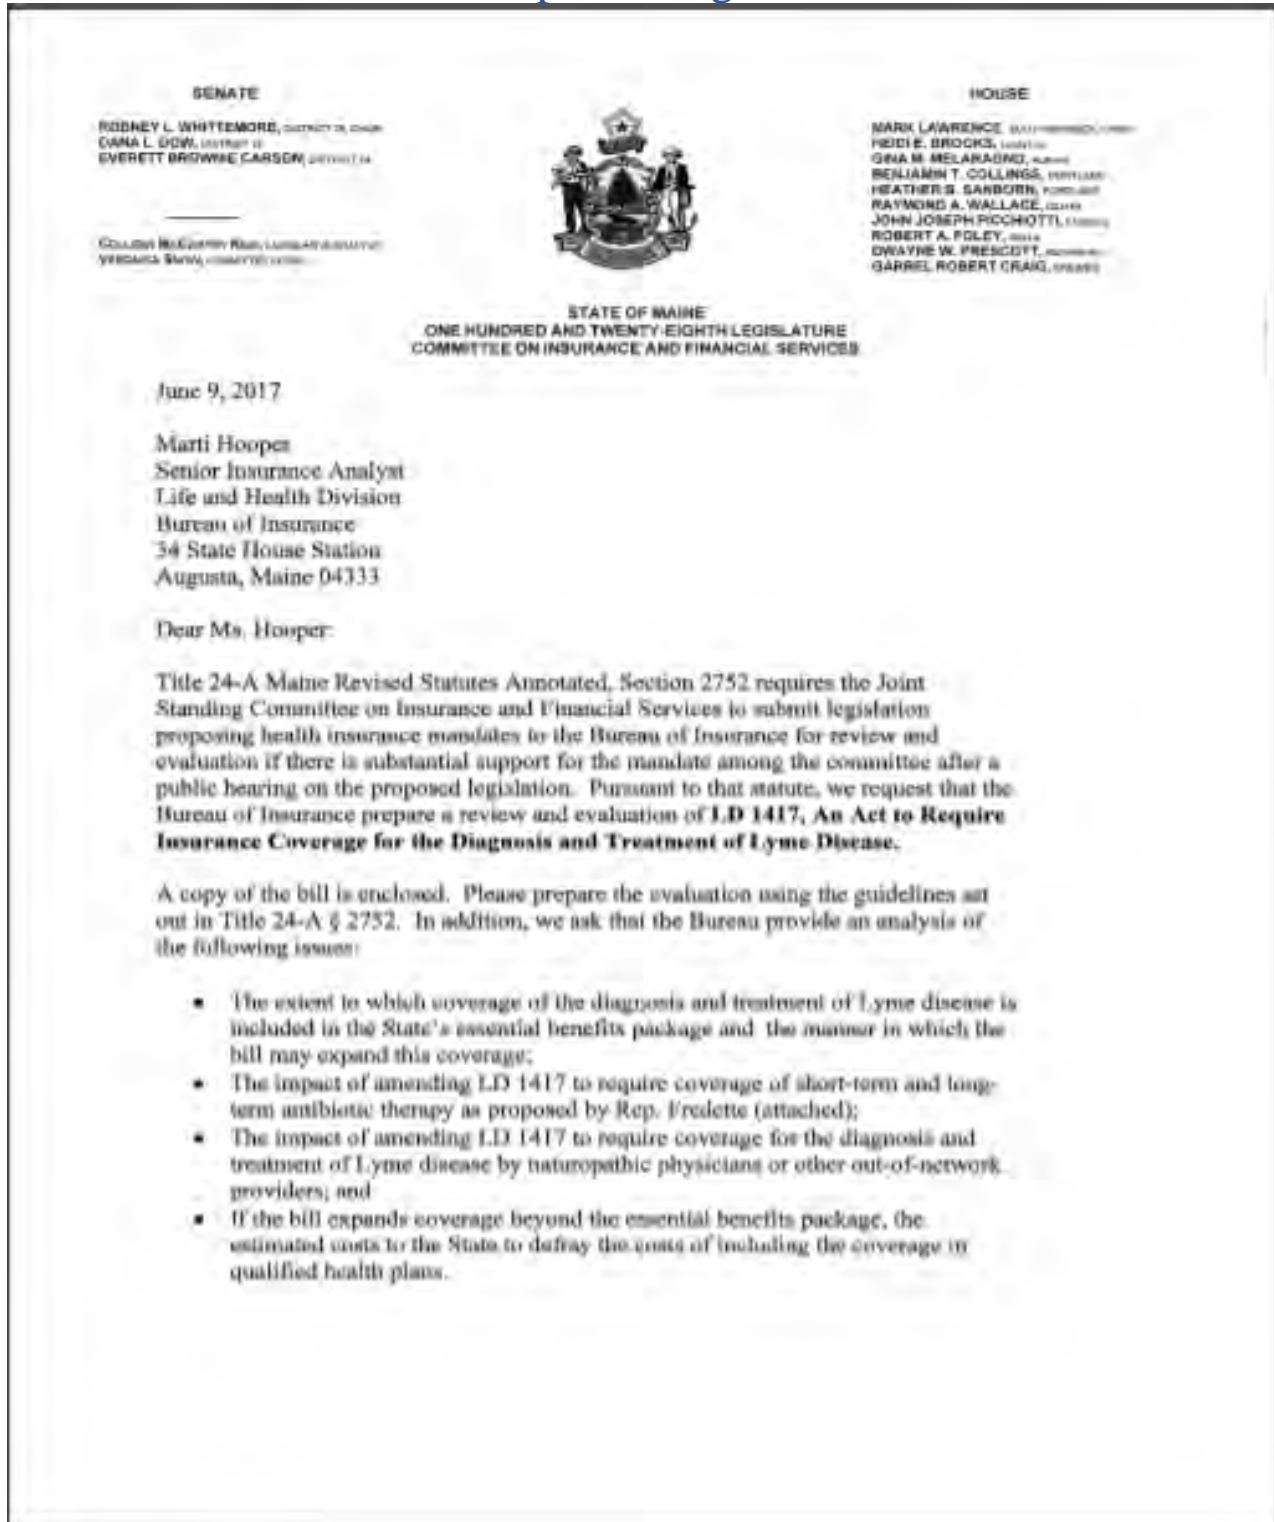 SENATE
RODNEY L. WHITTEMORE, DISTRICT 26, CHAIR
DANA L. DOW, DISTRICT 13
EVERETT BROWNIE CARSON, DISTRICT 24
HOUSE
MARK LAWRENCE,
HEIDI E. BROOKS,
GINA M. MELARAGNO,
BENJAMIN T. COLLINGS,
HEATHER B. SANBORN,
RAYMOND A. WALLACE,
JOHN JOSEPH PICCHIOTTI,
ROBERT A. FOLEY,
DWAYNE W. PRESCOTT,
GARREL ROBERT CRAIG,
STATE OF MAINE
ONE HUNDRED AND TWENTY-EIGHTH LEGISLATURE
COMMITTEE ON INSURANCE AND FINANCIAL SERVICES
June 9, 2017
Marti Hooper
Senior Insurance Analyst
Life and Health Division
Bureau of Insurance
34 State House Station
Augusta, Maine 04333
Dear Ms. Hooper:
Title 24-A Maine Revised Statutes Annotated, Section 2752 requires the Joint
Standing Committee on Insurance and Financial Services to submit legislation
proposing health insurance mandates to the Bureau of Insurance for review and
evaluation if there is substantial support for the mandate among the committee after a
public hearing on the proposed legislation. Pursuant to that statute, we request that the
Bureau of Insurance prepare a review and evaluation of LD 1417, An Act to Require
Insurance Coverage for the Diagnosis and Treatment of Lyme Disease.
A copy of the bill is enclosed. Please prepare the evaluation using the guidelines set
out in Title 24-A § 2752. In addition, we ask that the Bureau provide an analysis of
the following issues:
• The extent to which coverage of the diagnosis and treatment of Lyme disease is
included in the State's essential benefits package and the manner in which the
bill may expand this coverage;
• The impact of amending LD 1417 to require coverage of short-term and long-
term antibiotic therapy as proposed by Rep. Fredette (attached);
• The impact of amending LD 1417 to require coverage for the diagnosis and
treatment of Lyme disease by naturopathic physicians or other out-of-network
providers; and
• If the bill expands coverage beyond the essential benefits package, the
estimated costs to the State to defray the costs of including the coverage in
qualified health plans.